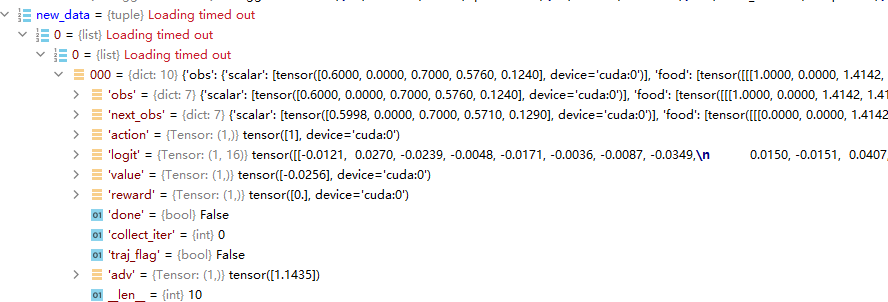 new_data = {tuple} Loading timed out
0 = {list} Loading timed out
0 = {list} Loading timed out
000 = {dict: 10} {'obs': {'scalar': [tensor([0.6000, 0.0000, 0.7000, 0.5760, 0.1240], device='cuda:0')], 'food': [tensor([[[[1.0000, 0.0000, 1.4142, 1.41
'obs' = {dict: 7} {'scalar': [tensor([0.6000, 0.0000, 0.7000, 0.5760, 0.1240], device='cuda:0')], 'food': [tensor([[[[1.0000, 0.0000, 1.4142, 1.4
'next_obs' = {dict: 7} {'scalar': [tensor([0.5998, 0.0000, 0.7000, 0.5710, 0.1290], device='cuda:0')], 'food': [tensor([[[[0.0000, 0.0000, 1.4142
'action' = {Tensor: (1,)} tensor([1], device='cuda:0')
'logit' = {Tensor: (1, 16)} tensor([[-0.0121, 0.0270, -0.0239, -0.0048, -0.0171, -0.0036, -0.0087, -0.0349,\n 0.0150, -0.0151, 0.0407,
'value' = {Tensor: (1,)} tensor([-0.0256], device='cuda:0')
'reward' = {Tensor: (1,)} tensor([0.], device='cuda:0')
01 'done' = {bool} False
01 'collect_iter' = {int} 0
01 'traj_flag' = {bool} False
'adv' = {Tensor: (1,)} tensor([1.1435])
01 __len__ = {int} 10